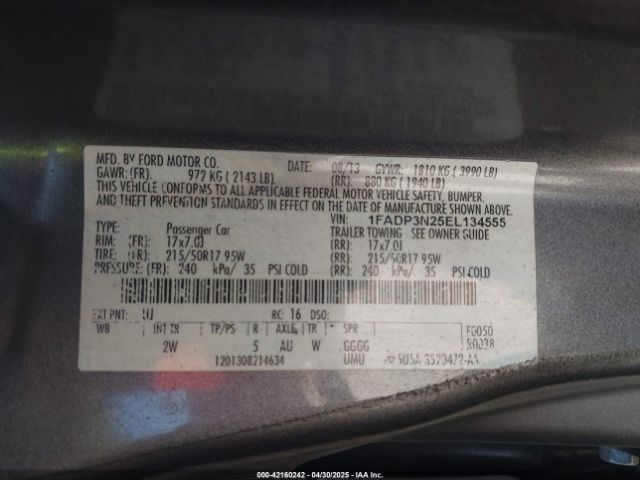 MFD. BY FORD MOTOR CO.
DATE: 08/13 GVWR: 1810 KG ( 3990 LB)
GAWR: (FR) 972 KG ( 2143 LB) (RR) 880 KG ( 1940 LB)
THIS VEHICLE CONFORMS TO ALL APPLICABLE FEDERAL MOTOR VEHICLE SAFETY, BUMPER,
AND THEFT PREVENTION STANDARDS IN EFFECT ON THE DATE OF MANUFACTURE SHOWN ABOVE.
VIN: 1FADP3N25EL134555
TYPE: Passenger Car TRAILER TOWING - SEE OWNER GUIDE
RIM: (FR) 17x7.0J (RR) 17x7.0J
TIRE: (FR) 215/50R17 95W (RR) 215/50R17 95W
PRESSURE: (FR) 240 kPa/ 35 PSI COLD (RR) 240 kPa/ 35 PSI COLD
EXT PNT: UJ RC: 16 DSO:
WB INT TR TP/PS R AXLE TR SPR F0050
2W 5 AU W GGGG R0038
1201308214634 UMU 5U5A-3520472-AA
000-42160242 - 04/30/2025 - IAA Inc.